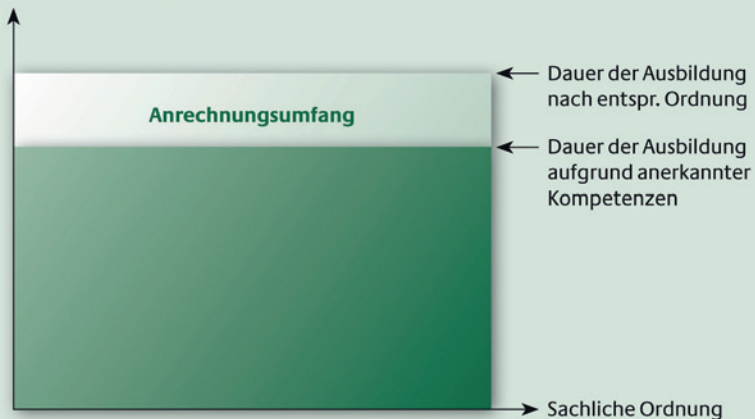 Anrechnungsumfang
Dauer der Ausbildung
nach entspr. Ordnung
Dauer der Ausbildung
aufgrund anerkannter
Kompetenzen
Sachliche Ordnung